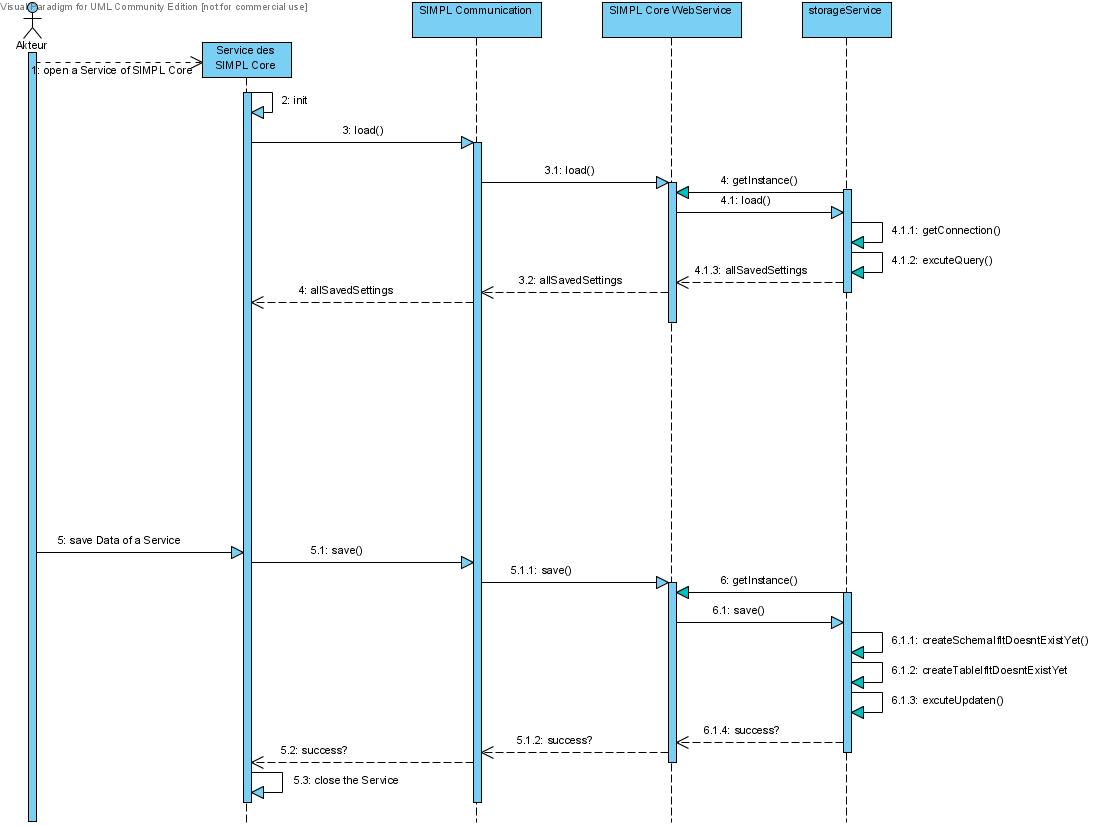 Visual Paradigm for UML Community Edition [not for commercial use]
SIMPL Communication
SIMPL Core WebService
storageService
Akteur
Service des
SIMPL Core
1: open a Service of SIMPL Core
2: init
3: load()
3.1: load()
4: getInstance()
4.1: load()
4.1.1: getConnection()
4.1.2: excuteQuery()
4.1.3: allSavedSettings
3.2: allSavedSettings
4: allSavedSettings
5: save Data of a Service
5.1: save()
5.1.1: save()
6: getInstance()
6.1: save()
6.1.1: createSchemaIfItDoesntExistYet()
6.1.2: createTableIfItDoesntExistYet
6.1.3: excuteUpdaten()
6.1.4: success?
5.1.2: success?
5.2: success?
5.3: close the Service